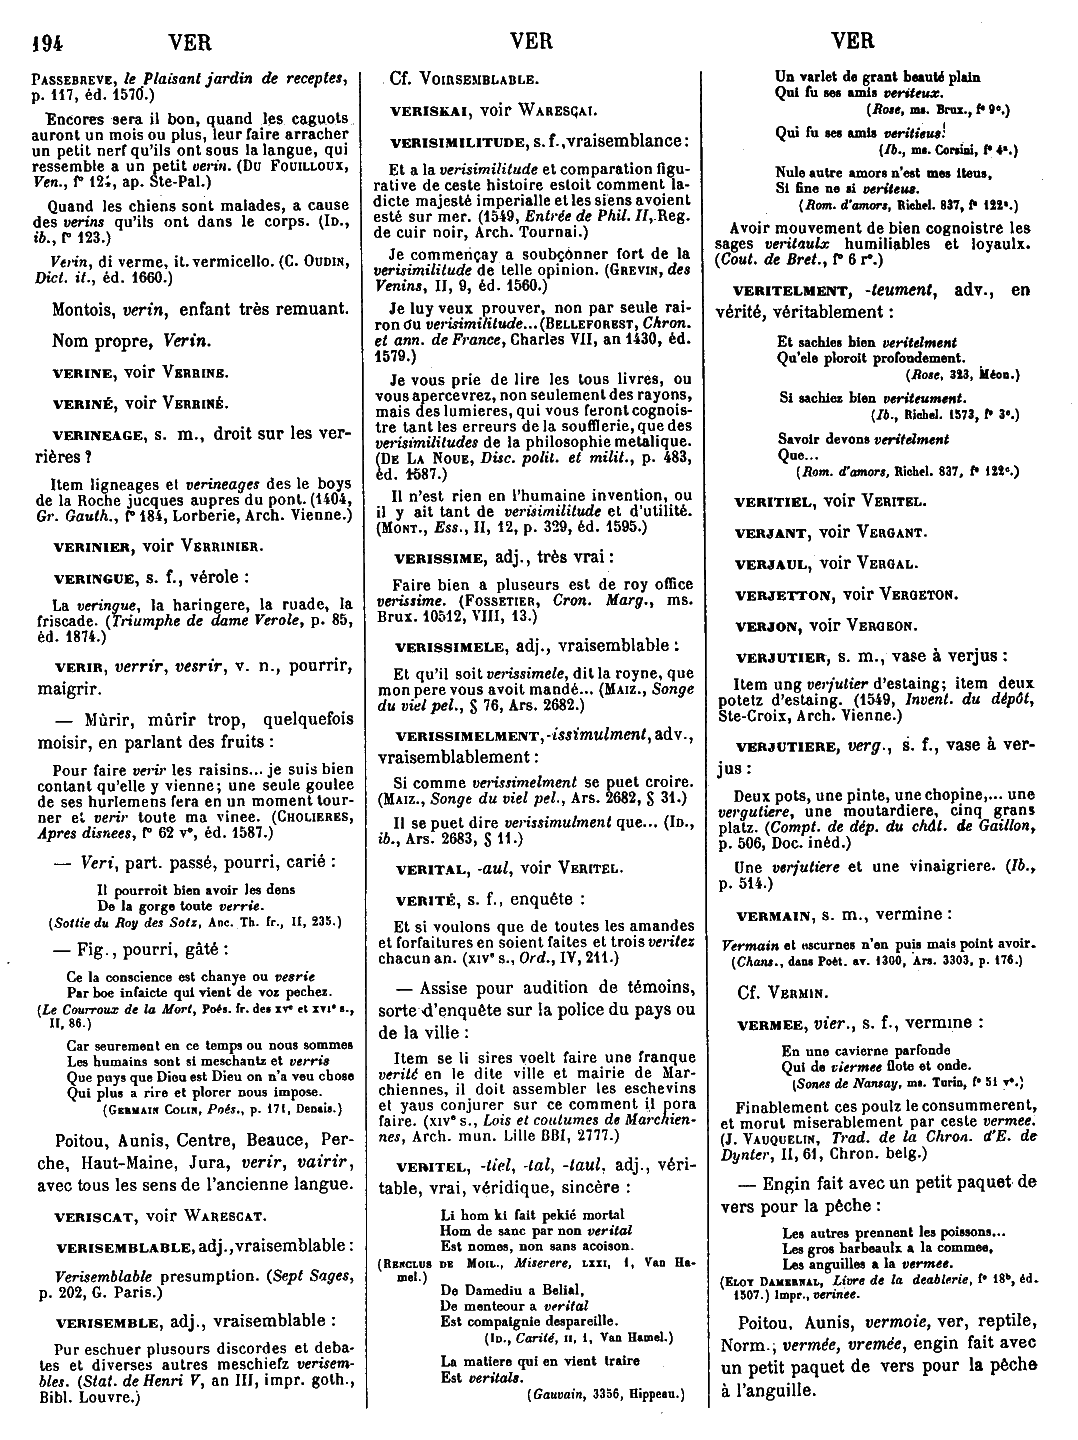 194 VER VER VER
PASSEBREVE, le Plaisant jardin de receptes,
p. 117, éd. 1570.)
Encores sera il bon, quand les caguots
auront un mois ou plus, leur faire arracher
un petit nerf qu'ils ont sous la langue, qui
ressemble a un petit verin. (DU FOUILLOUX,
Ven., f° ap. Ste-Pal.)
Quand les chiens sont malades, a cause
des verins qu'ils ont dans le corps. (ID.,
ib., f° 123.)
Verin, di verme, it. vermicello. (C. OUDIN,
Dict. it., éd. 1660.)
Montois, verin, enfant très remuant.
Nom propre, Verin.
VERINE, voir VERRINE.
VERINÉ, voir VERRINÉ.
VERINEAGE, s. m., droit sur les ver-
rières ?
Item ligneages et verineages des le boys
de la Roche jucques aupres du pont. (1404,
Gr. Gauth., f° 184, Lorberie, Arch. Vienne.)
VERINIER, voir VERRINIER.
VERINGUE, s. f., vérole :
La veringue, la haringere, la ruade, la
friscade. (Triumphe de dame Verole, p. 85,
éd. 1874.)
VERIR, verrir, vesrir, v. n., pourrir,
maigrir.
— Mûrir, mûrir trop, quelquefois
moisir, en parlant des fruits :
Pour faire verir les raisins... je suis bien
contant qu'elle y vienne; une seule goulee
de ses hurlemens fera en un moment tour-
ner et verir toute ma vinee. (CHOLIERES,
Apres disnees, f° 62 v°, éd. 1587.)
— Veri, part. passé, pourri, carié :
Il pourroit bien avoir les dens
De la gorge toute verrie.
(Sottie du Roy des Sotz, Anc. Th. fr., II, 235.)
— Fig., pourri, gâté :
Ce la conscience est chanye ou vesrie
Par boe infaicte qui vient de voz pechez.
(Le Courroux de la Mort, Poés. fr. des XV° et XVI° s.,
II, 86.)
Car seurement en ce temps ou nous sommes
Les humains sont si meschantz et verris
Que puys que Dieu est Dieu on n'a veu chose
Qui plus a rire et plorer nous impose.
(GERMAIN COLIN, Poés., p. 171, Denais.)
Poitou, Aunis, Centre, Beauce, Per-
che, Haut-Maine, Jura, verir, vairir,
avec tous les sens de l'ancienne langue.
VERISCAT, voir WARESCAT.
VERISEMBLABLE, adj., vraisemblable :
Verisemblable presumption. (Sept Sages,
p. 202, G. Paris.)
VERISEMBLE, adj., vraisemblable :
Pur eschuer plusours discordes et deba-
tes et diverses autres meschiefz verisem-
bles. (Stat. de Henri V, an III, impr. goth.,
Bibl. Louvre.)
Cf. VOIRSEMBLABLE.
VERISKAI, voir WARESÇAI.
VERISIMILITUDE, s. f., vraisemblance :
Et a la verisimilitude et comparation figu-
rative de ceste histoire estoit comment la-
dicte majesté imperialle et les siens avoient
esté sur mer. (1549, Entrée de Phil. II, Reg.
de cuir noir, Arch. Tournai.)
Je commençay a soubçonner fort de la
verisimilitude de telle opinion. (GREVIN, des
Venins, II, 9, éd. 1560.)
Je luy veux prouver, non par seule rai-
ron du verisimilitude... (BELLEFOREST, Chron.
et ann. de France, Charles VII, an 1430, éd.
1579.)
Je vous prie de lire les tous livres, ou
vous apercevrez, non seulement des rayons,
mais des lumieres, qui vous feront cognois-
tre tant les erreurs de la soufflerie, que des
verisimilitudes de la philosophie metalique.
(DE LA NOUE, Disc. polit. et milit., p. 483,
éd. 1587.)
Il n'est rien en l'humaine invention, ou
il y ait tant de verisimilitude et d'utilité.
(MONT., Ess., II, 12, p. 329, éd. 1595.)
VERISSIME, adj., très vrai :
Faire bien a pluseurs est de roy office
verissime. (FOSSETIER, Cron. Marg., ms.
Brux. 10512, VIII, 13.)
VERISSIMELE, adj., vraisemblable :
Et qu'il soit verissimele, dit la royne, que
mon pere vous avoit mandé... (MAIZ., Songe
du viel pel., § 76, Ars. 2682.)
VERISSIMELMENT, -issimulment, adv.,
vraisemblablement :
Si comme verissimelment se puet croire.
(MAIZ., Songe du viel pel., Ars. 2682, § 31.)
Il se puet dire verissimulment que... (ID.,
ib., Ars. 2683, § 11.)
VERITAL, -aul, voir VERITEL.
VERITÉ, s. f., enquête :
Et si voulons que de toutes les amandes
et forfaitures en soient faites et trois veritez
chacun an. (XIV° s., Ord., IV, 211.)
— Assise pour audition de témoins,
sorte d'enquête sur la police du pays ou
de la ville :
Item se li sires voelt faire une franque
verité en le dite ville et mairie de Mar-
chiennes, il doit assembler les eschevins
et yaus conjurer sur ce comment il pora
faire. (XIV° s., Lois et coutumes de Marchien-
nes, Arch. mun. Lille BBI, 2777.)
VERITEL, -tiel, -tal, -taul, adj., véri-
table, vrai, véridique, sincère :
Li hom ki fait pekié mortal
Hom de sanc par non verital
Est nomes, non sans acoison.
(RENCLUS DE MOIL., Miserere, LXXI, 1, Van Ha-
mel.)
De Damediu a Belial,
De menteour a verital
Est compaignie despareille.
(ID., Carité, II, 1, Van Hamel.)
La matiere qui en vient traire
Est veritals.
(Gauvain, 3356, Hippeau.)
Un varlet de grant beauté plain
Qui fu ses amis veriteux.
(Rose, ms. Brux., f° 9°.)
Qui fu ses amis veritieus!
(Ib., ms. Corsini, f° 4°.)
Nule autre amors n'est mes iteus,
Si fine ne si veriteus.
(Rom. d'amors, Richel. 837, f° 122°.)
Avoir mouvement de bien cognoistre les
sages veritaulx humiliables et loyaulx.
(Cout. de Bret., f° 6 r°.)
VERITELMENT, -teument, adv., en
vérité, véritablement :
Et sachies bien veritelment
Qu'ele ploroit profondement.
(Rose, 323, Méon.)
Si sachiez bien veriteument.
(Ib., Richel. 1573, f° 3°.)
Savoir devons veritelment
Que...
(Rom. d'amors, Richel. 837, f° 122°.)
VERITIEL, voir VERITEL.
VERJANT, voir VERGANT.
VERJAUL, voir VERGAL.
VERJETTON, voir VERGETON.
VERJON, voir VERGEON.
VERJUTIER, s. m., vase à verjus :
Item ung verjutier d'estaing; item deux
potetz d'estaing. (1549, Invent. du dépôt,
Ste-Croix, Arch. Vienne.)
VERJUTIERE, verg., s. f., vase à ver-
jus :
Deux pots, une pinte, une chopine,... une
vergutiere, une moutardiere, cinq grans
platz. (Compt. de dép. du chât. de Gaillon,
p. 506, Doc. inéd.)
Une verjutiere et une vinaigriere. (Ib.,
p. 514.)
VERMAIN, s. m., vermine :
Vermain et escurnes n'en puis mais point avoir.
(Chans., dans Poët. av. 1300, Ars. 3303, p. 176.)
Cf. VERMIN.
VERMEE, vier., s. f., vermine :
En une cavierne parfonde
Qui de viermee flote et onde.
(Sones de Nansay, ms. Turin, f° 51 r°.)
Finablement ces poulz le consummerent,
et morut miserablement par ceste vermee.
(J. VAUQUELIN, Trad. de la Chron. d'E. de
Dynter, II, 61, Chron. belg.)
— Engin fait avec un petit paquet de
vers pour la pêche :
Les autres prennent les poissons...
Les gros barbeaulx a la commee,
Les anguilles a la vermee.
(ELOY DAMERNAL, Livre de la deablerie, f° 18ᵇ, éd.
1507.) Impr., verinee.
Poitou, Aunis, vermoie, ver, reptile,
Norm., vermée, vremée, engin fait avec
un petit paquet de vers pour la pêche
à l'anguille.